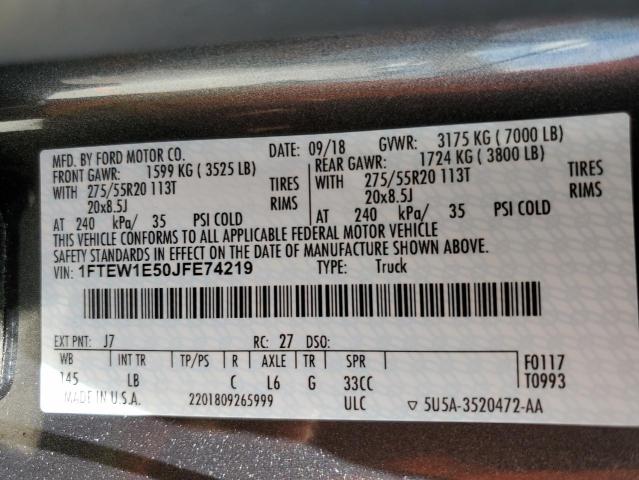 MFD. BY FORD MOTOR CO.
DATE: 09/18 GVWR: 3175 KG ( 7000 LB)
FRONT GAWR: 1599 KG ( 3525 LB) REAR GAWR: 1724 KG ( 3800 LB)
WITH 275/55R20 113T TIRES WITH 275/55R20 113T TIRES
20x8.5J RIMS 20x8.5J RIMS
AT 240 kPa/ 35 PSI COLD AT 240 kPa/ 35 PSI COLD
THIS VEHICLE CONFORMS TO ALL APPLICABLE FEDERAL MOTOR VEHICLE
SAFETY STANDARDS IN EFFECT ON THE DATE OF MANUFACTURE SHOWN ABOVE.
VIN: 1FTEW1E50JFE74219 TYPE: Truck
EXT PNT: J7 RC: 27 DSO:
WB INT TR TP/PS R AXLE TR SPR F0117
145 LB C L6 G 33CC T0993
MADE IN U.S.A. 2201809265999 ULC ▽ 5U5A-3520472-AA